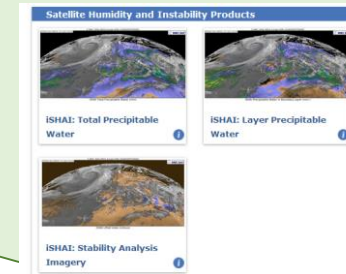 Satellite Humidity and Instability Products
iSHAI: Total Precipitable
Water
iSHAI: Layer Precipitable
Water
iSHAI: Stability Analysis
Imagery